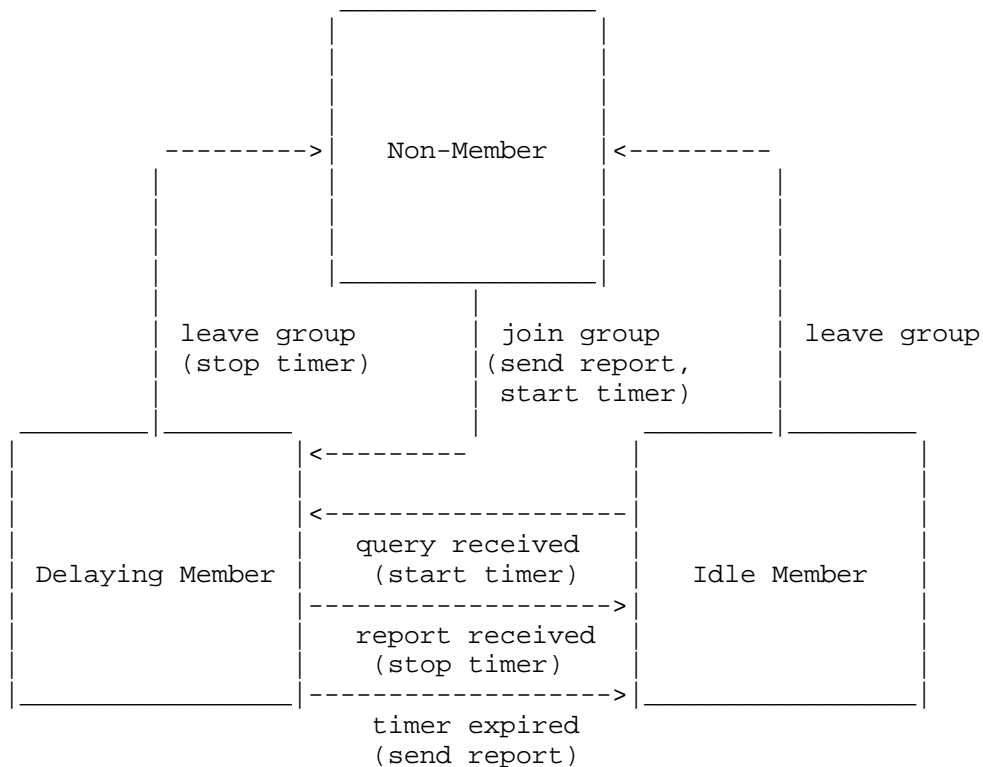 Non-Member
leave group
(stop timer)
join group
(send report,
start timer)
leave group
query received
(start timer)
Delaying Member
Idle Member
report received
(stop timer)
timer expired
(send report)